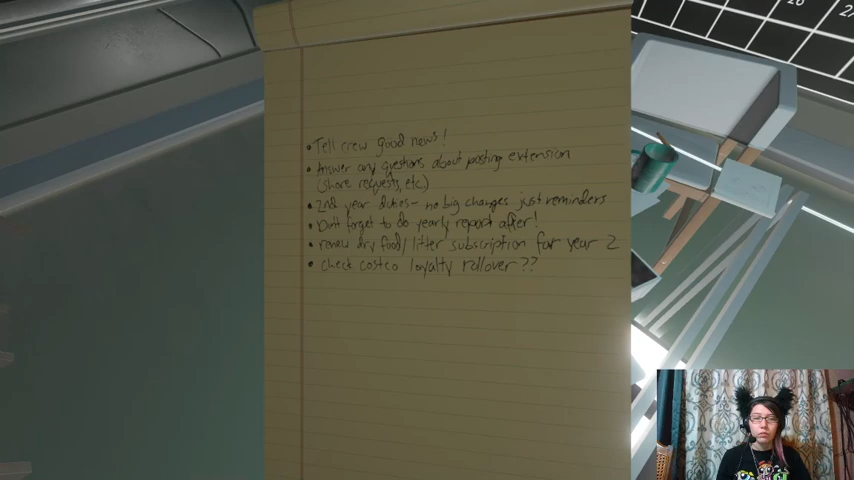 • Tell crew good news!
• Answer any questions about posting extension
(shore requests, etc.)
• 2nd year duties - no big changes just reminders
• Don't forget to do yearly report after!
• renew dry food/litter subscription for year 2
• check costco loyalty rollover??
26